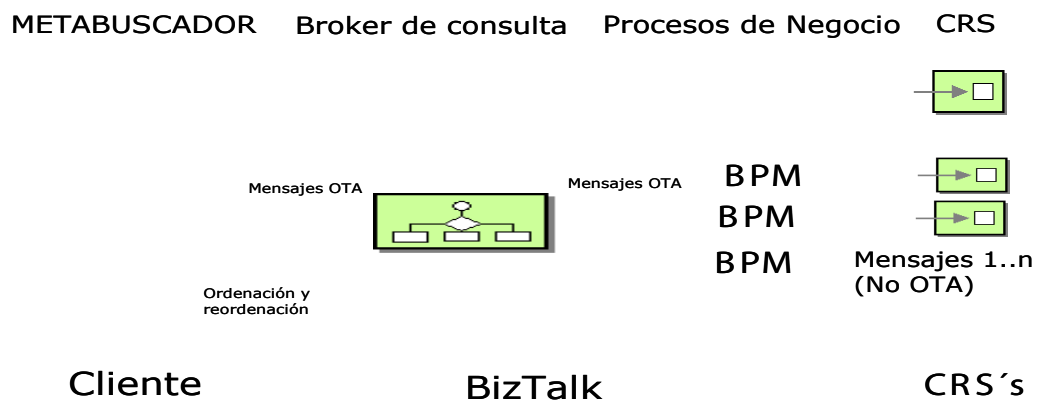 METABUSCADOR
Broker de consulta
Procesos de Negocio
CRS
Mensajes OTA
Mensajes OTA
BPM
BPM
BPM
Mensajes 1..n
(No OTA)
Ordenación y
reordenación
Cliente
BizTalk
CRS´s